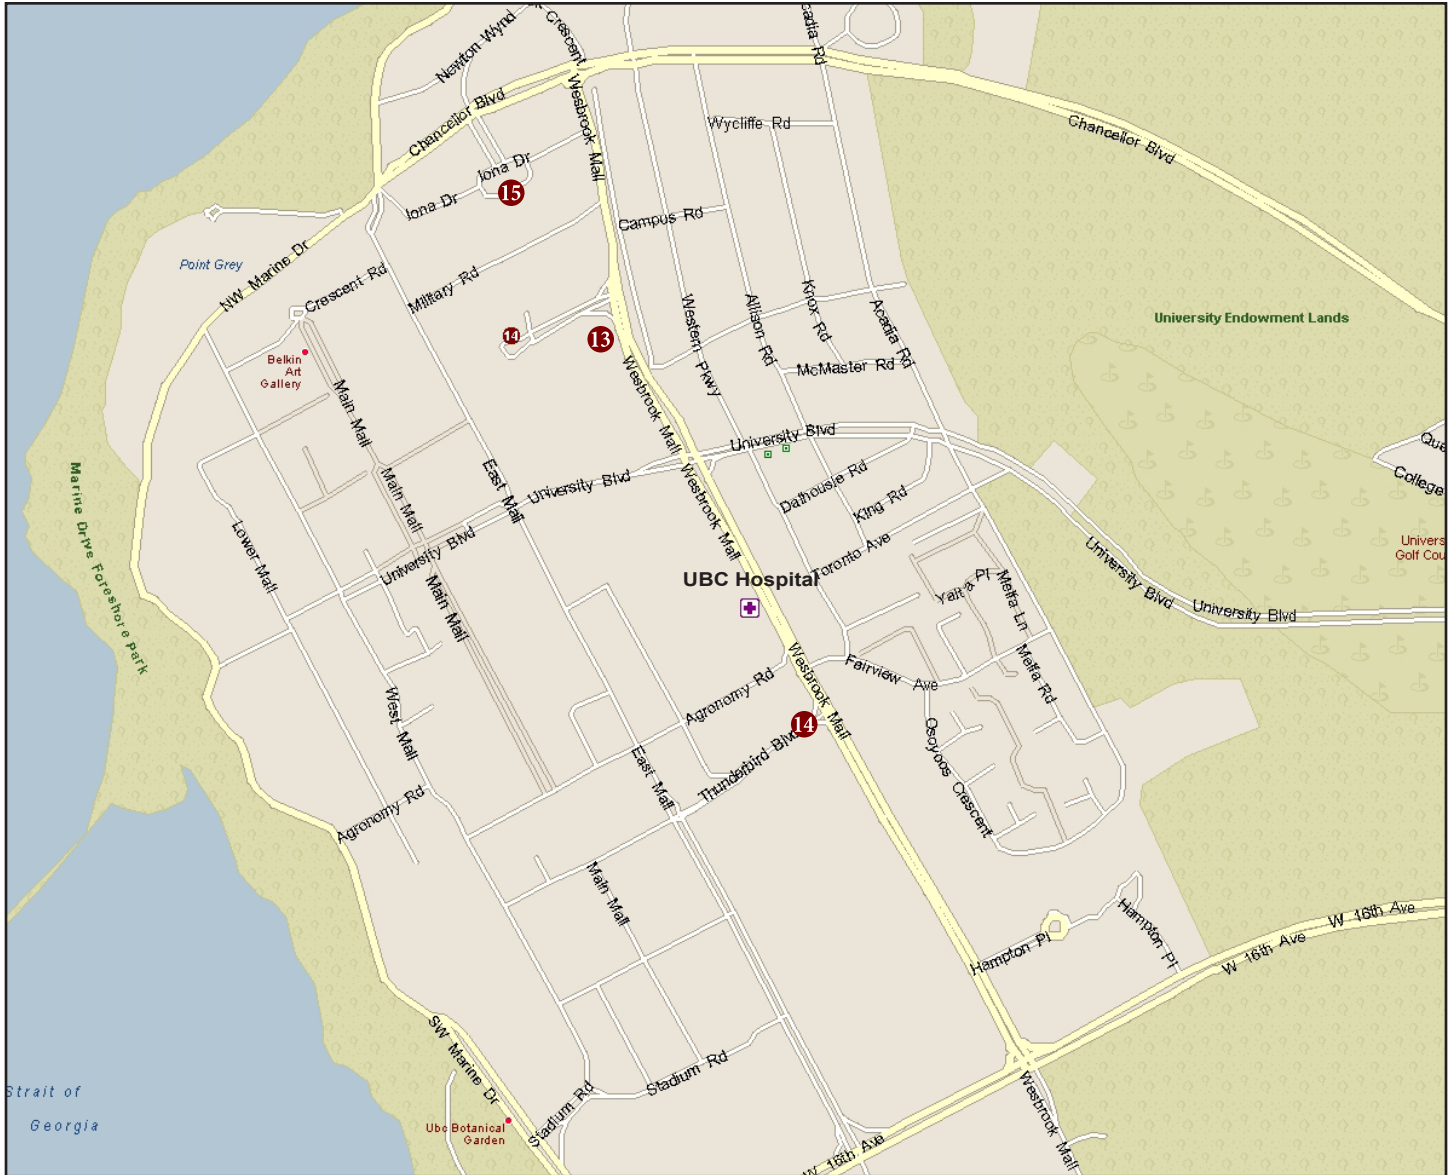 Newton Wynd
Crescent
Acadia Rd
Chancellor Blvd
Wesbrook Mall
Wycliffe Rd
Chancellor Blvd
Iona Dr
15
Iona Dr
Campus Rd
Point Grey
NW Marine Dr
Crescent Rd
Military Rd
Western Pkwy
Allison Rd
Knox Rd
Acadia Rd
University Endowment Lands
14
13
Belkin
Art
Gallery
Main Mall
Wesbrook Mall
McMaster Rd
University Blvd
Marine Drive Foreshore Park
Main Mall
East Mall
University Blvd
Wesbrook Mall
Dalhousie Rd
King Rd
College
Lower Mall
University Blvd
Toronto Ave
Univers
Golf Cou
University Blvd
UBC Hospital
Main Mall
Yalta Pl
Melfa Ln
University Blvd
Fairview Ave
Wesbrook Mall
Melfa Rd
West Mall
Agronomy Rd
14
East Mall
Thunderbird Blvd
Osoyoos Crescent
Agronomy Rd
Main Mall
Hampton Pl
Hampton Pl
W 16th Ave
W 16th Ave
SW Marine Dr
Strait of
Georgia
Stadium Rd
Stadium Rd
Wesbrook Mall
Ubc Botanical
Garden
W 16th Ave